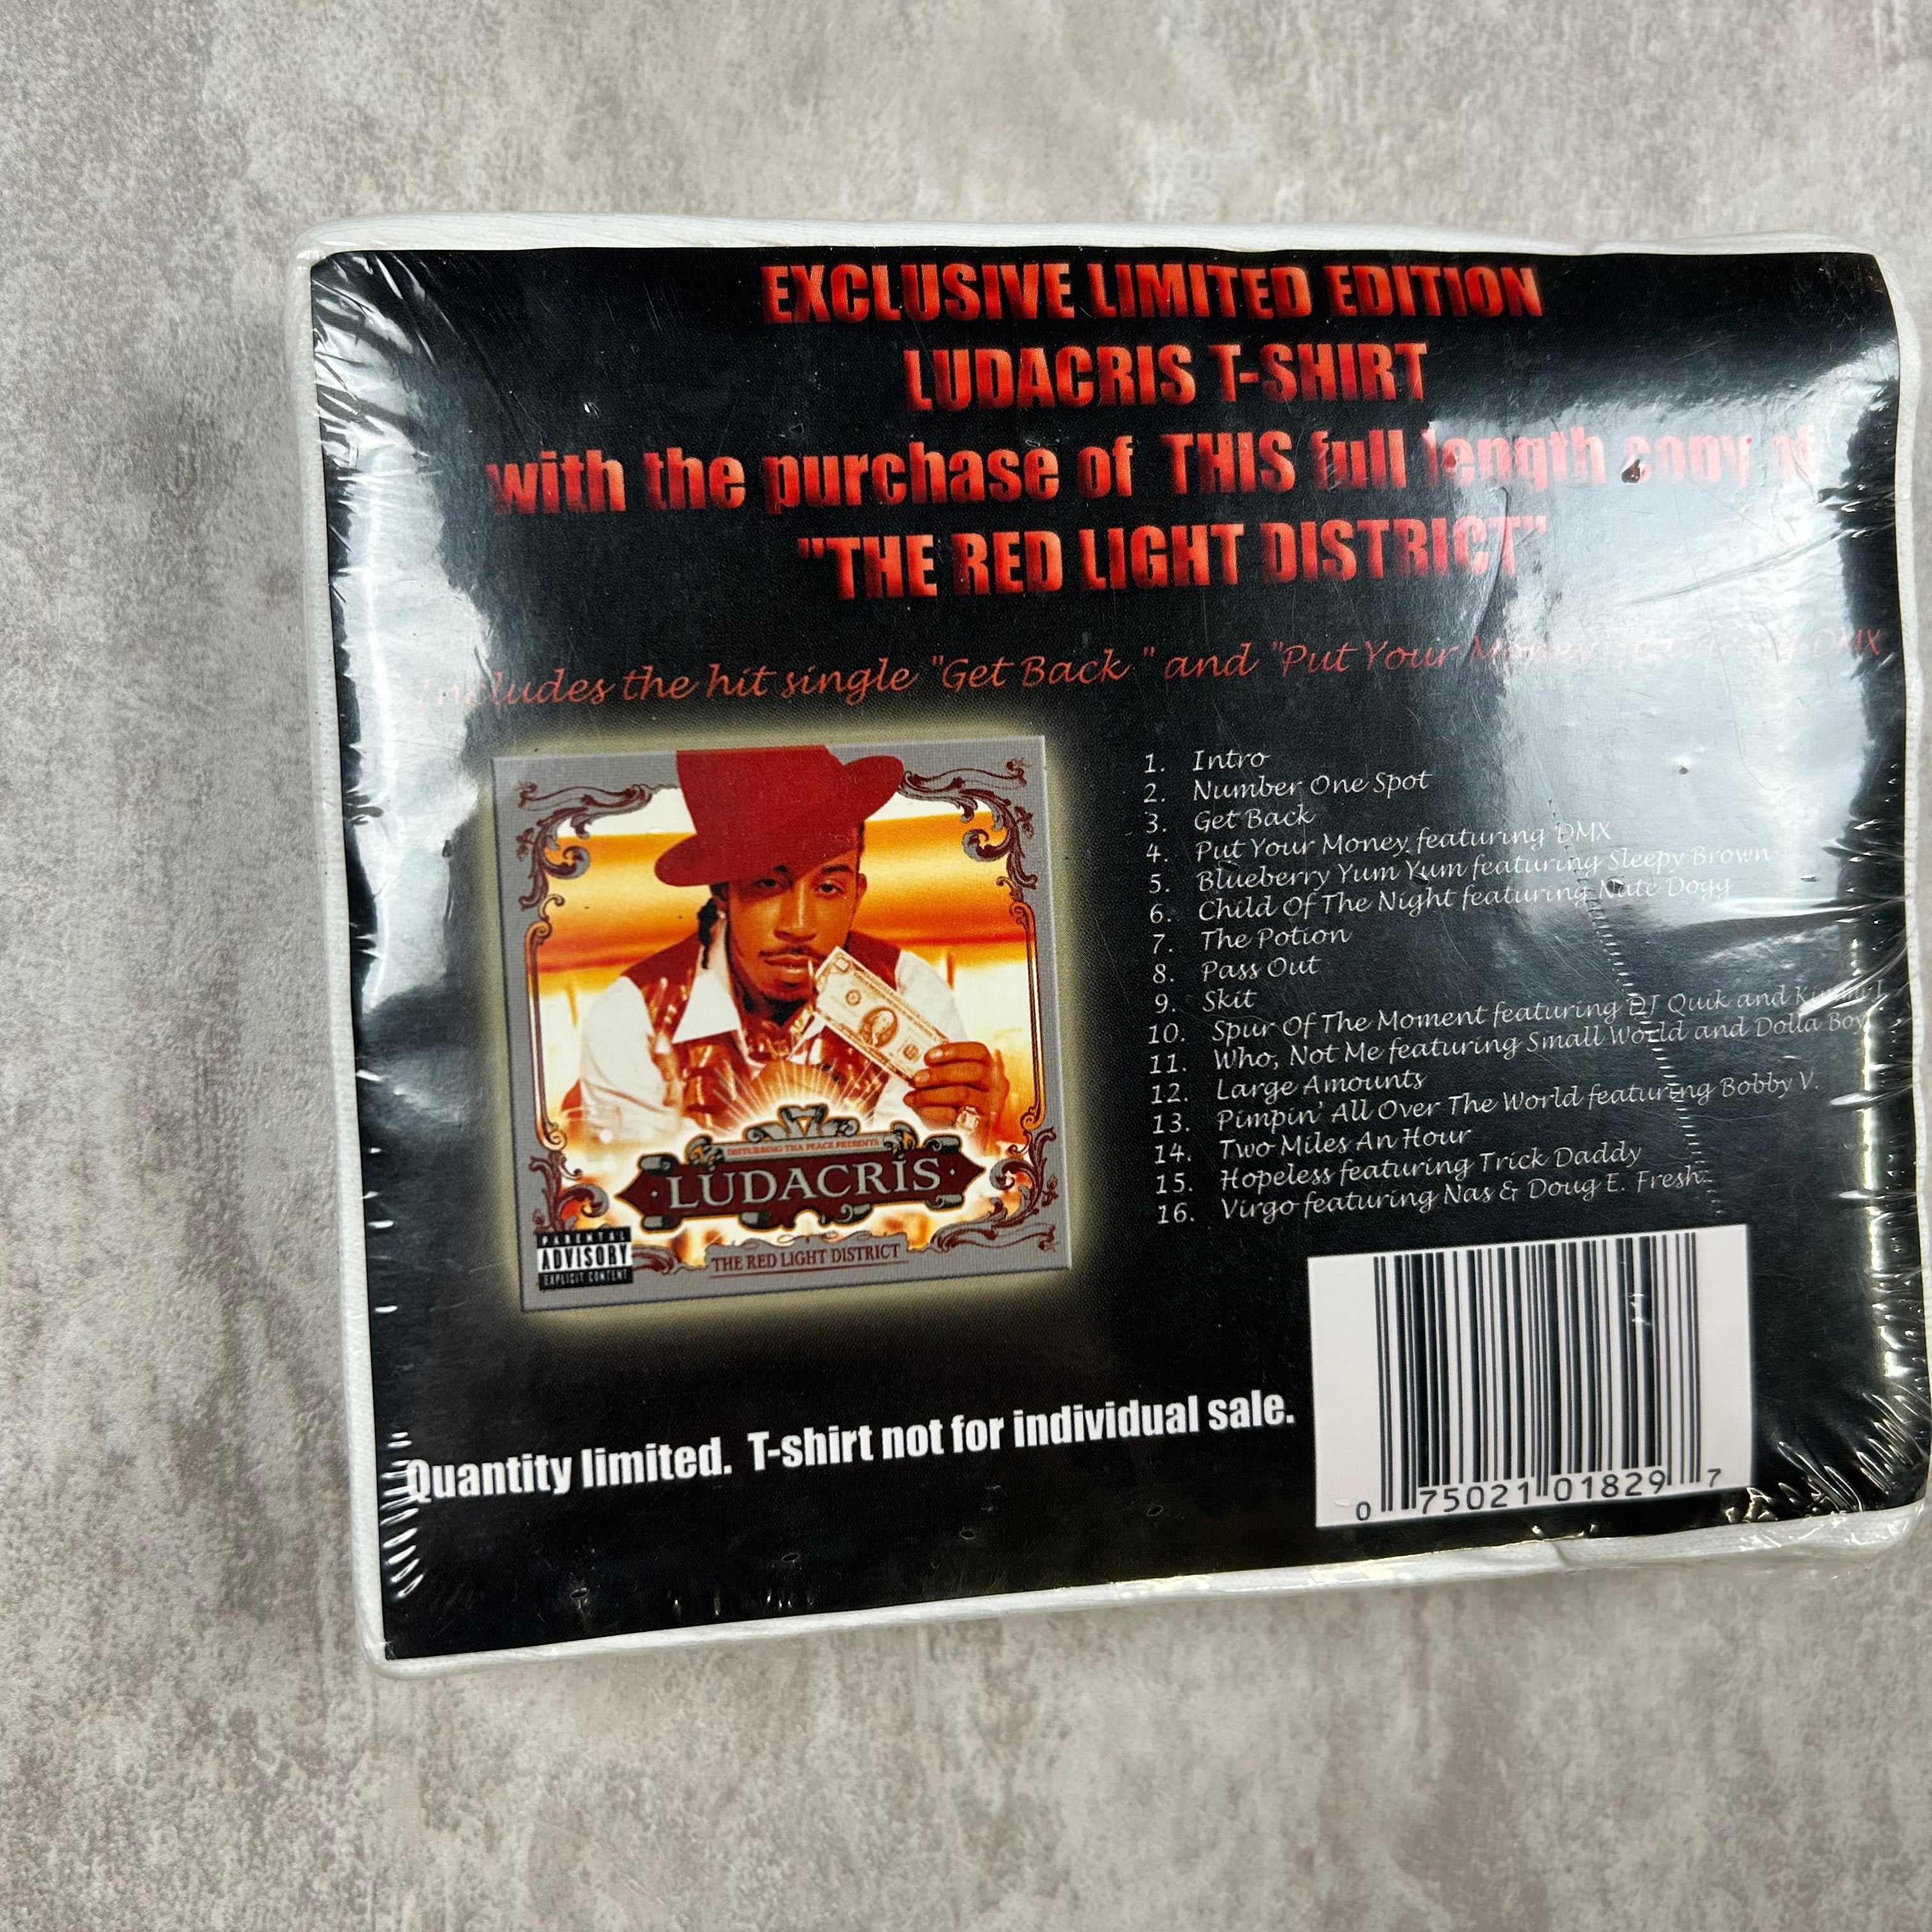 EXCLUSIVE LIMITED EDITION
LUDACRIS T-SHIRT
with the purchase of THIS full length copy of
"THE RED LIGHT DISTRICT"
Includes the hit single "Get Back" and "Put Your Money featuring DMX
1. Intro
2. Number One Spot
3. Get Back
4. Put Your Money featuring DMX
5. Blueberry Yum Yum featuring Sleepy Brown
6. Child Of The Night featuring Nate Dogg
7. The Potion
8. Pass Out
9. Skit
10. Spur Of The Moment featuring DJ Quik and
11. Who, Not Me featuring Small World and Dolla Boy
12. Large Amounts
13. Pimpin' All Over The World featuring Bobby V.
14. Two Miles An Hour
15. Hopeless featuring Trick Daddy
16. Virgo featuring Nas & Doug E. Fresh
DISTURBING THA PEACE PRESENTS
·LUDACRIS·
THE RED LIGHT DISTRICT
PARENTAL
ADVISORY
EXPLICIT CONTENT
Quantity limited. T-shirt not for individual sale.
0 75021 01829 7